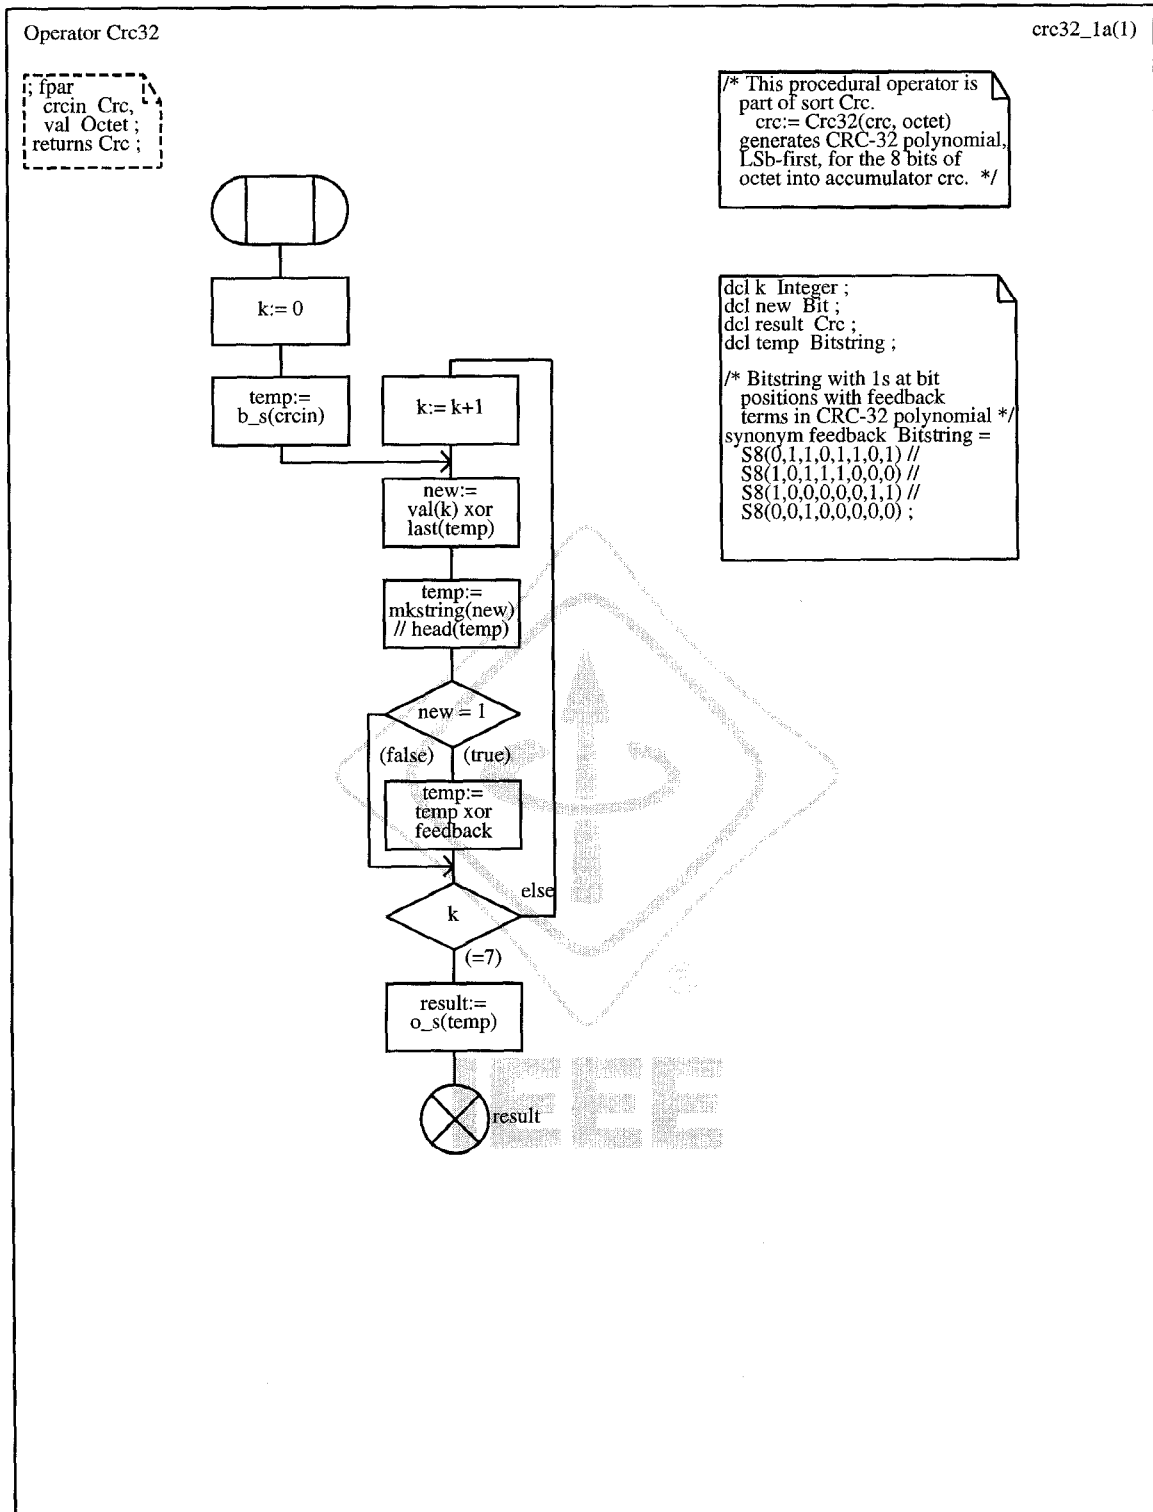 Operator Crc32
crc32_1a(1)
; fpar
crcin Crc,
val Octet ;
returns Crc ;
/* This procedural operator is
part of sort Crc.
crc:= Crc32(crc, octet)
generates CRC-32 polynomial,
LSb-first, for the 8 bits of
octet into accumulator crc. */
dcl k Integer ;
dcl new Bit ;
dcl result Crc ;
dcl temp Bitstring ;
/* Bitstring with 1s at bit
positions with feedback
terms in CRC-32 polynomial */
synonym feedback Bitstring =
S8(0,1,1,0,1,1,0,1) //
S8(1,0,1,1,1,0,0,0) //
S8(1,0,0,0,0,0,1,1) //
S8(0,0,1,0,0,0,0,0) ;
k:= 0
temp:=
b_s(crcin)
k:= k+1
new:=
val(k) xor
last(temp)
temp:=
mkstring(new)
// head(temp)
new = 1
(false)
(true)
temp:=
temp xor
feedback
else
k
(=7)
result:=
o_s(temp)
result
IEEE
®